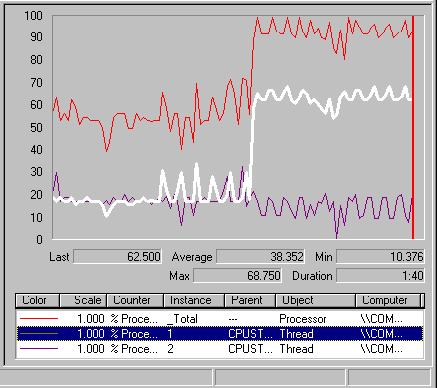 100
90
80
70
60
50
40
30
20
10
0
Last 62.500 Average 38.352 Min 10.376
Max 68.750 Duration 1:40
Color Scale Counter Instance Parent Object Computer
1.000 % Proce... _Total --- Processor \\COM...
1.000 % Proce... 1 CPUST... Thread \\COM...
1.000 % Proce... 2 CPUST... Thread \\COM...